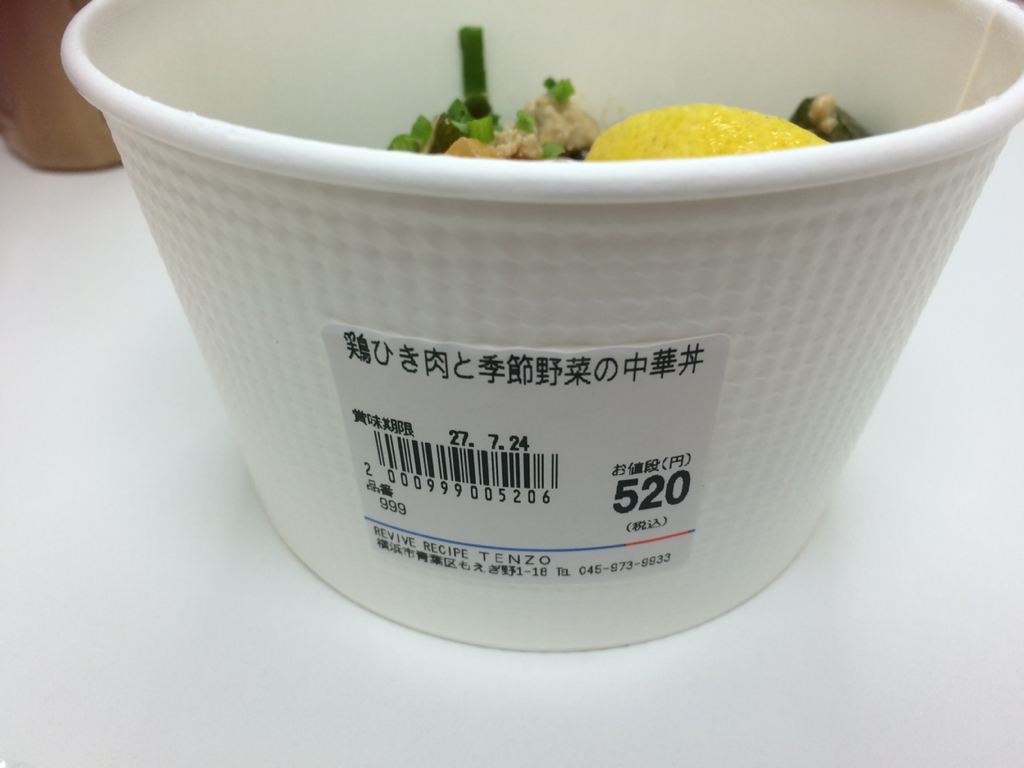 鶏ひき肉と季節野菜の中華丼
賞味期限 27. 7.24
2 000999005206
品番
999
お値段(円)
520
(税込)
REVIVE RECIPE TENZO
横浜市青葉区もえぎ野1-16 TEL 045-973-9933